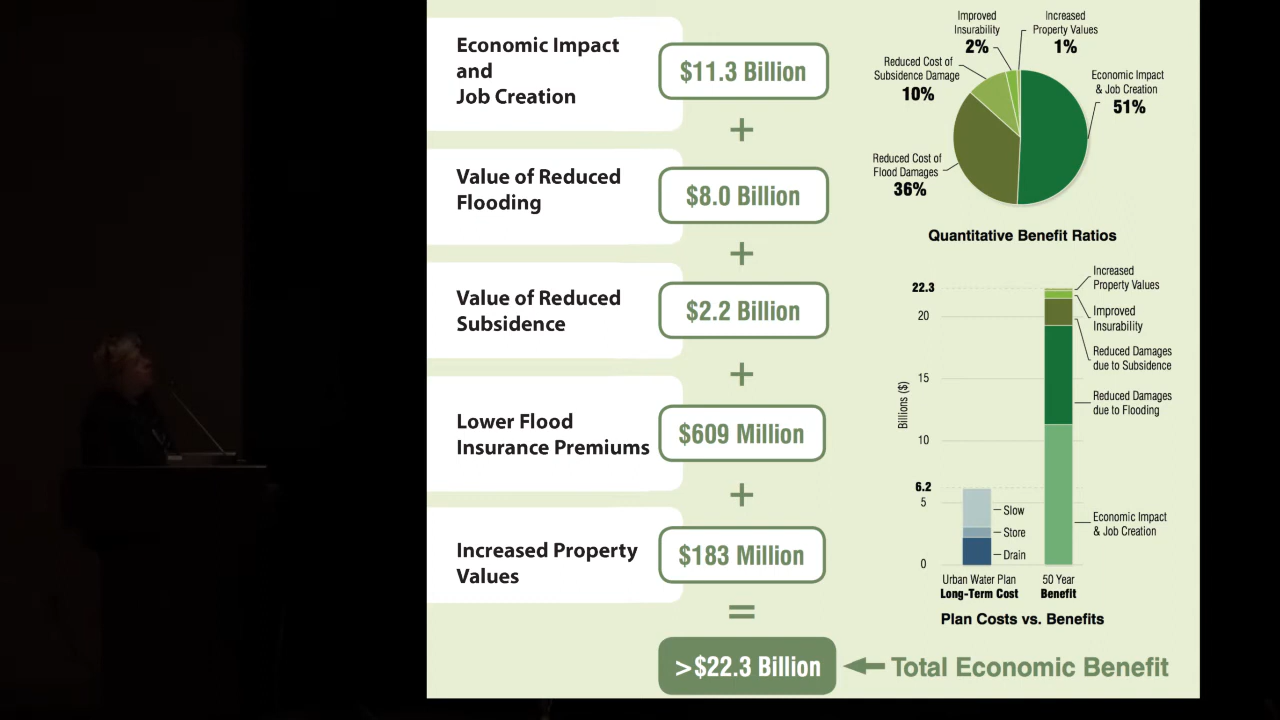 Economic Impact
and
Job Creation
$11.3 Billion
+
Value of Reduced
Flooding
$8.0 Billion
+
Value of Reduced
Subsidence
$2.2 Billion
+
Lower Flood
Insurance Premiums
$609 Million
+
Increased Property
Values
$183 Million
=
>$22.3 Billion
Total Economic Benefit
Improved
Insurability
2%
Increased
Property Values
1%
Reduced Cost of
Subsidence Damage
10%
Economic Impact
& Job Creation
51%
Reduced Cost of
Flood Damages
36%
Quantitative Benefit Ratios
Billions ($)
22.3
20
15
10
6.2
5
0
Increased
Property Values
Improved
Insurability
Reduced Damages
due to Subsidence
Reduced Damages
due to Flooding
Economic Impact
& Job Creation
Slow
Store
Drain
Urban Water Plan
Long-Term Cost
50 Year
Benefit
Plan Costs vs. Benefits